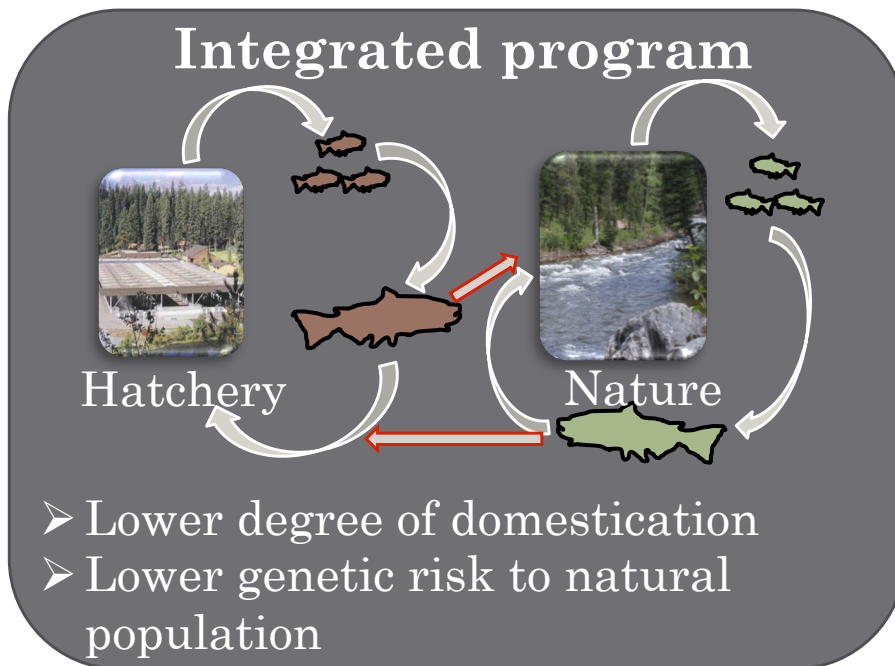 Integrated program
Hatchery
Nature
➢ Lower degree of domestication
➢ Lower genetic risk to natural
population